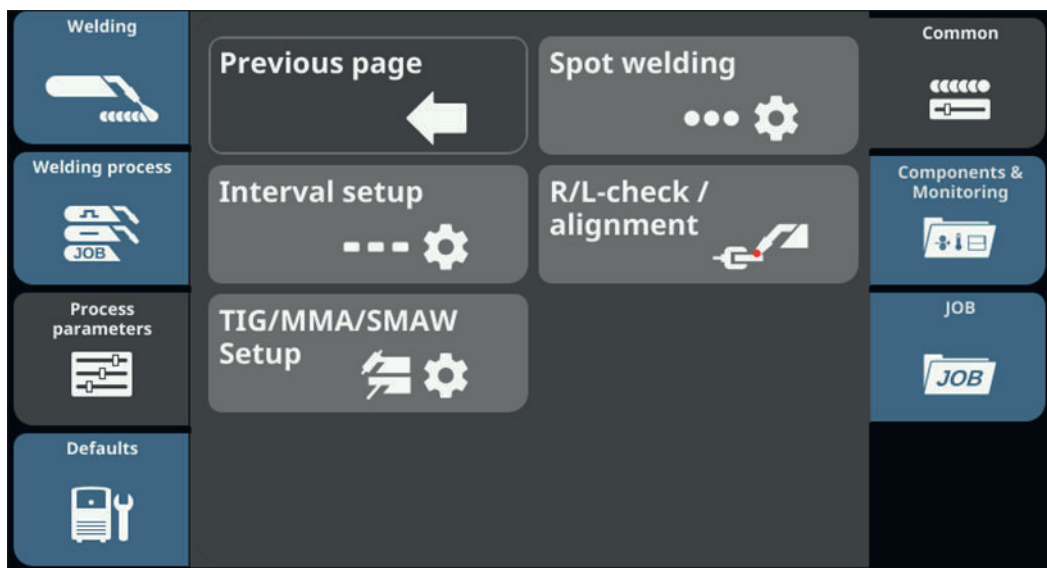 Welding
Welding process
JOB
Process
parameters
Defaults
Previous page
Spot welding
Interval setup
R/L-check /
alignment
TIG/MMA/SMAW
Setup
Common
Components &
Monitoring
JOB
JOB